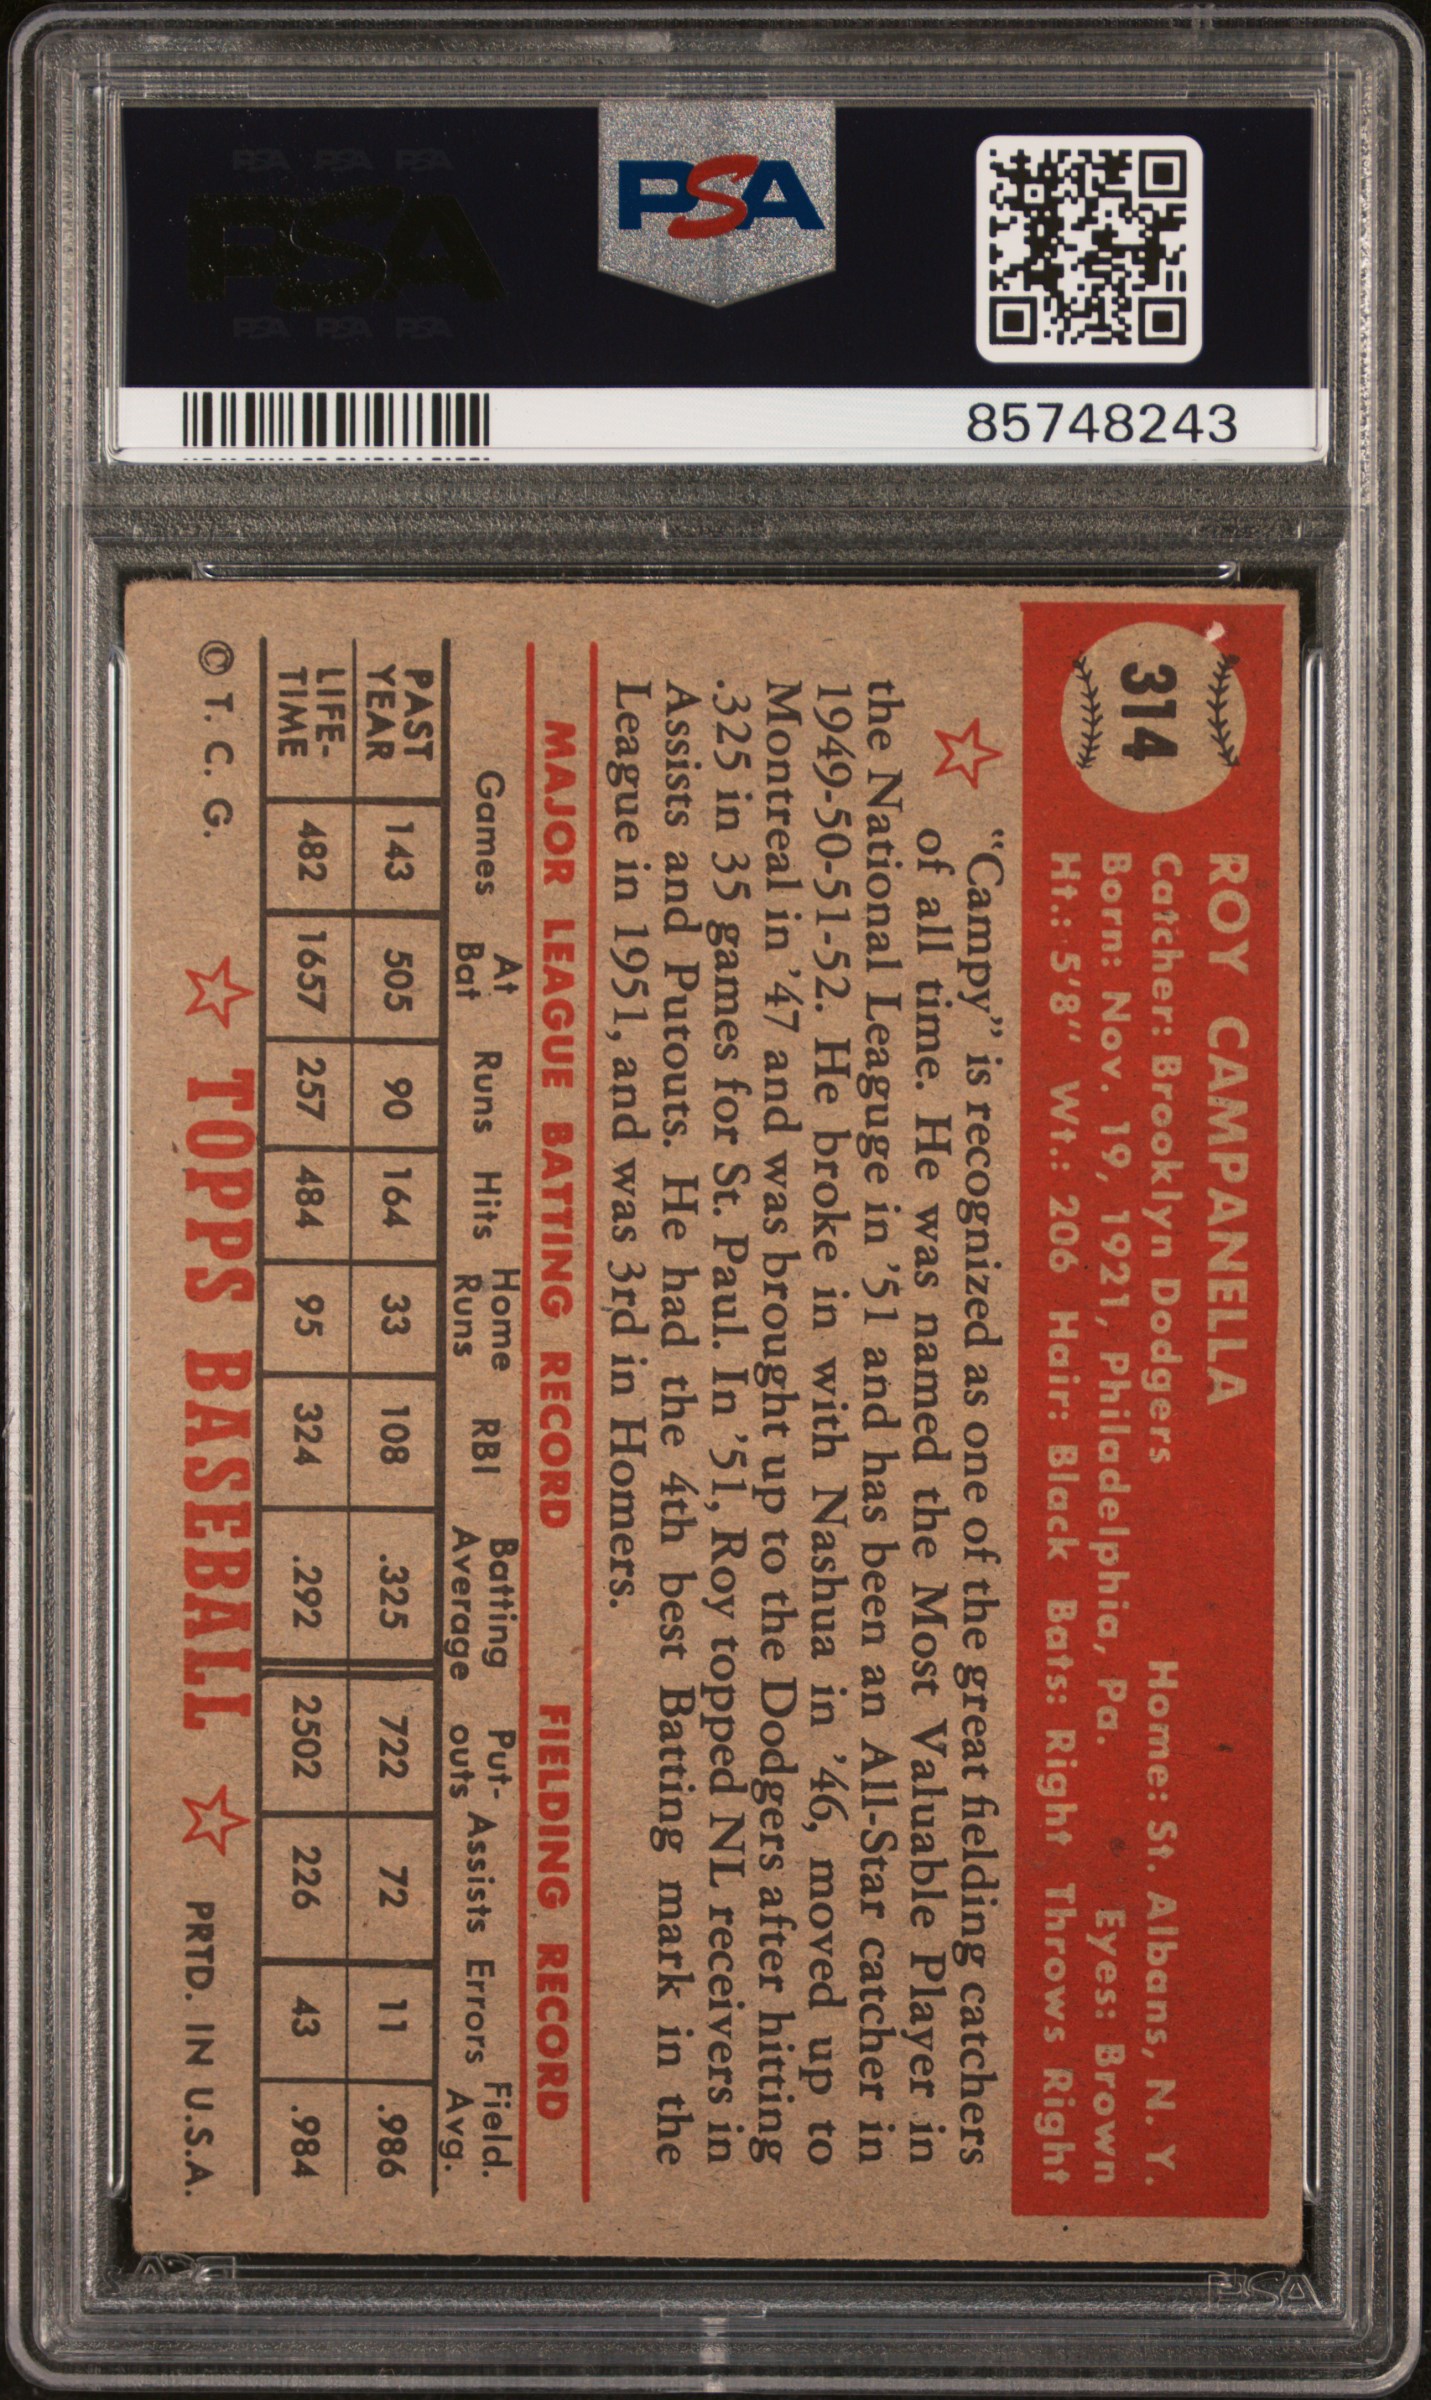 PSA PSA PSA
PSA
PSA PSA PSA
PSA
85748243
314
ROY CAMPANELLA
Catcher: Brooklyn Dodgers Home: St. Albans, N. Y.
Born: Nov. 19, 1921, Philadelphia, Pa. Eyes: Brown
Ht.: 5'8" Wt.: 206 Hair: Black Bats: Right Throws Right
"Campy" is recognized as one of the great fielding catchers
of all time. He was named the Most Valuable Player in
the National League in '51 and has been an All-Star catcher in
1949-50-51-52. He broke in with Nashua in '46, moved up to
Montreal in '47 and was brought up to the Dodgers after hitting
.325 in 35 games for St. Paul. In '51, Roy topped NL receivers in
Assists and Putouts. He had the 4th best Batting mark in the
League in 1951, and was 3rd in Homers.
MAJOR LEAGUE BATTING RECORD FIELDING RECORD
Games At Bat Runs Hits Home Runs RBI Batting Average Put-outs Assists Errors Field. Avg.
PAST YEAR 143 505 90 164 33 108 .325 722 72 11 .986
LIFE-TIME 482 1657 257 484 95 324 .292 2502 226 43 .984
© T. C. G. TOPPS BASEBALL PRTD. IN U.S.A.
PSA
PSA